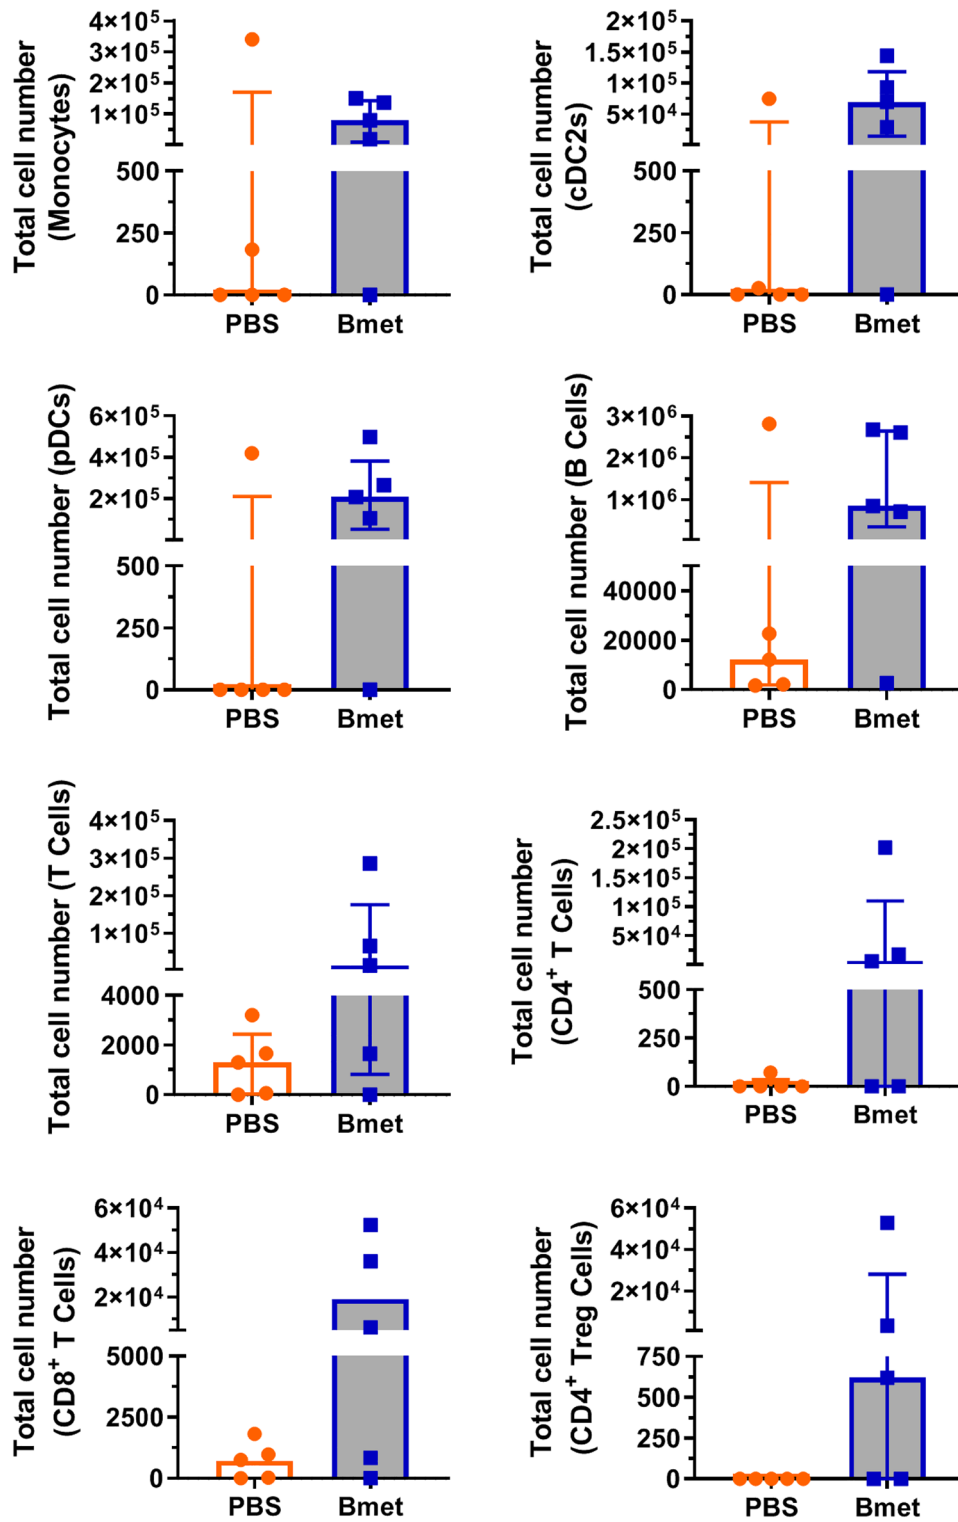 Total cell number
(Monocytes)
4×10⁵
3×10⁵
2×10⁵
1×10⁵
500
250
0
PBS
Bmet
Total cell number
(cDC2s)
2×10⁵
1.5×10⁵
1×10⁵
5×10⁴
500
250
0
PBS
Bmet
Total cell number (pDCs)
6×10⁵
4×10⁵
2×10⁵
500
250
0
PBS
Bmet
Total cell number (B Cells)
3×10⁶
2×10⁶
1×10⁶
40000
20000
0
PBS
Bmet
Total cell number (T Cells)
4×10⁵
3×10⁵
2×10⁵
1×10⁵
4000
2000
0
PBS
Bmet
Total cell number
(CD4⁺ T Cells)
2.5×10⁵
2×10⁵
1.5×10⁵
1×10⁵
5×10⁴
500
250
0
PBS
Bmet
Total cell number
(CD8⁺ T Cells)
6×10⁴
4×10⁴
2×10⁴
5000
2500
0
PBS
Bmet
Total cell number
(CD4⁺ Treg Cells)
6×10⁴
4×10⁴
2×10⁴
750
500
250
0
PBS
Bmet